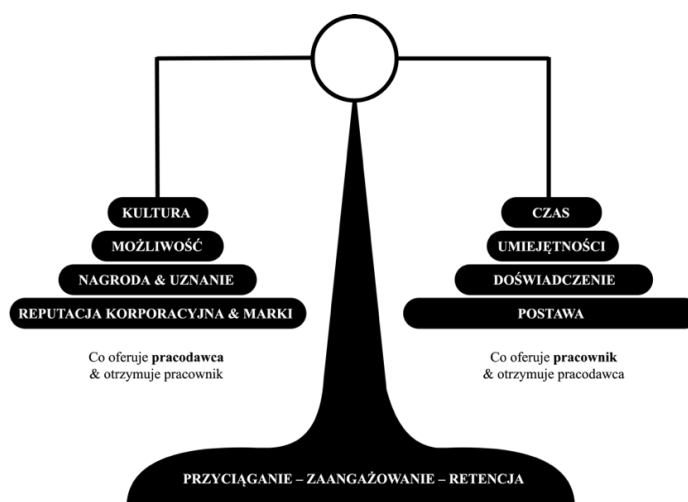 KULTURA
MOŻLIWOŚĆ
NAGRODA & UZNANIE
REPUTACJA KORPORACYJNA & MARKI
Co oferuje pracodawca
& otrzymuje pracownik
CZAS
UMIEJĘTNOŚCI
DOŚWIADCZENIE
POSTAWA
Co oferuje pracownik
& otrzymuje pracodawca
PRZYCIĄGANIE – ZAANGAŻOWANIE – RETENCJA